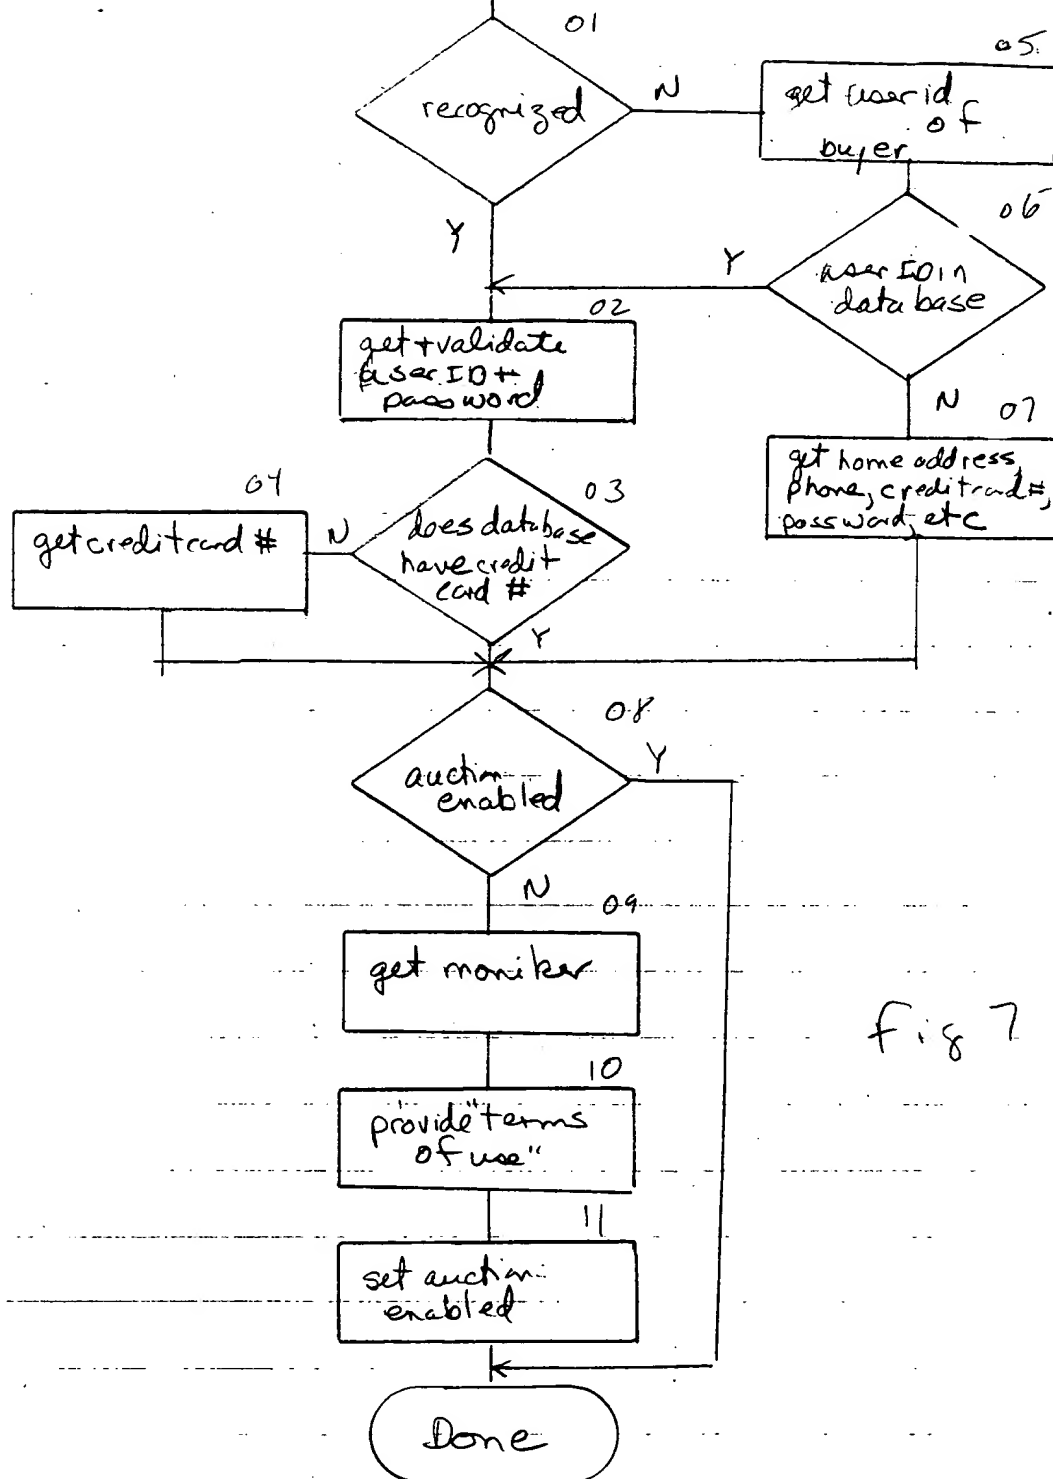 01
recognized
N
Y
05
get user id
of
buyer
06
user ID in
database
Y
N
02
get + validate
user ID +
password
07
get home address,
phone, credit card #,
password, etc
03
does database
have credit
card #
N
Y
04
get credit card #
08
auction
enabled
Y
N
09
get moniker
10
provide "terms
of use"
11
set auction
enabled
Done
Fig 7